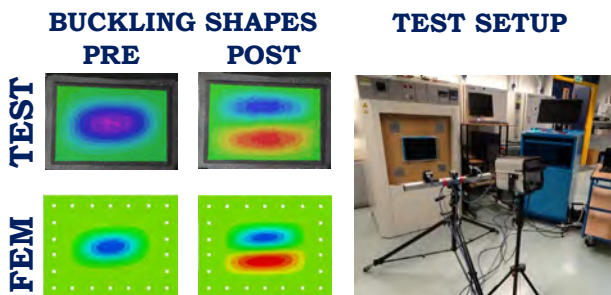 BUCKLING SHAPES
TEST SETUP
PRE
POST
TEST
FEM